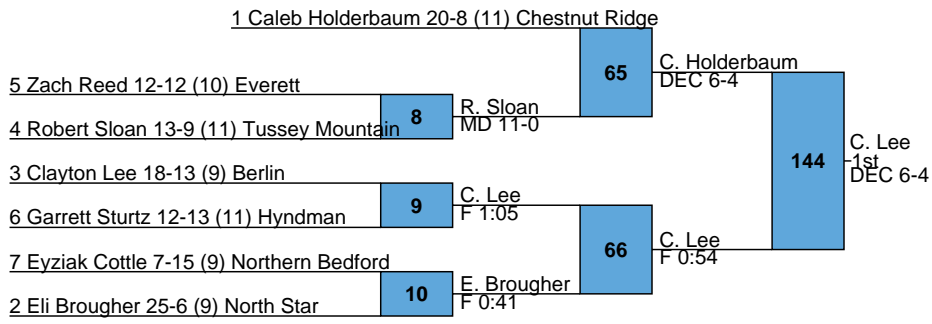 1 Caleb Holderbaum 20-8 (11) Chestnut Ridge
65
C. Holderbaum
DEC 6-4
5 Zach Reed 12-12 (10) Everett
8
R. Sloan
MD 11-0
4 Robert Sloan 13-9 (11) Tussey Mountain
144
C. Lee
1st
DEC 6-4
3 Clayton Lee 18-13 (9) Berlin
9
C. Lee
F 1:05
6 Garrett Sturtz 12-13 (11) Hyndman
66
C. Lee
F 0:54
7 Eyziak Cottle 7-15 (9) Northern Bedford
10
E. Brougher
F 0:41
2 Eli Brougher 25-6 (9) North Star